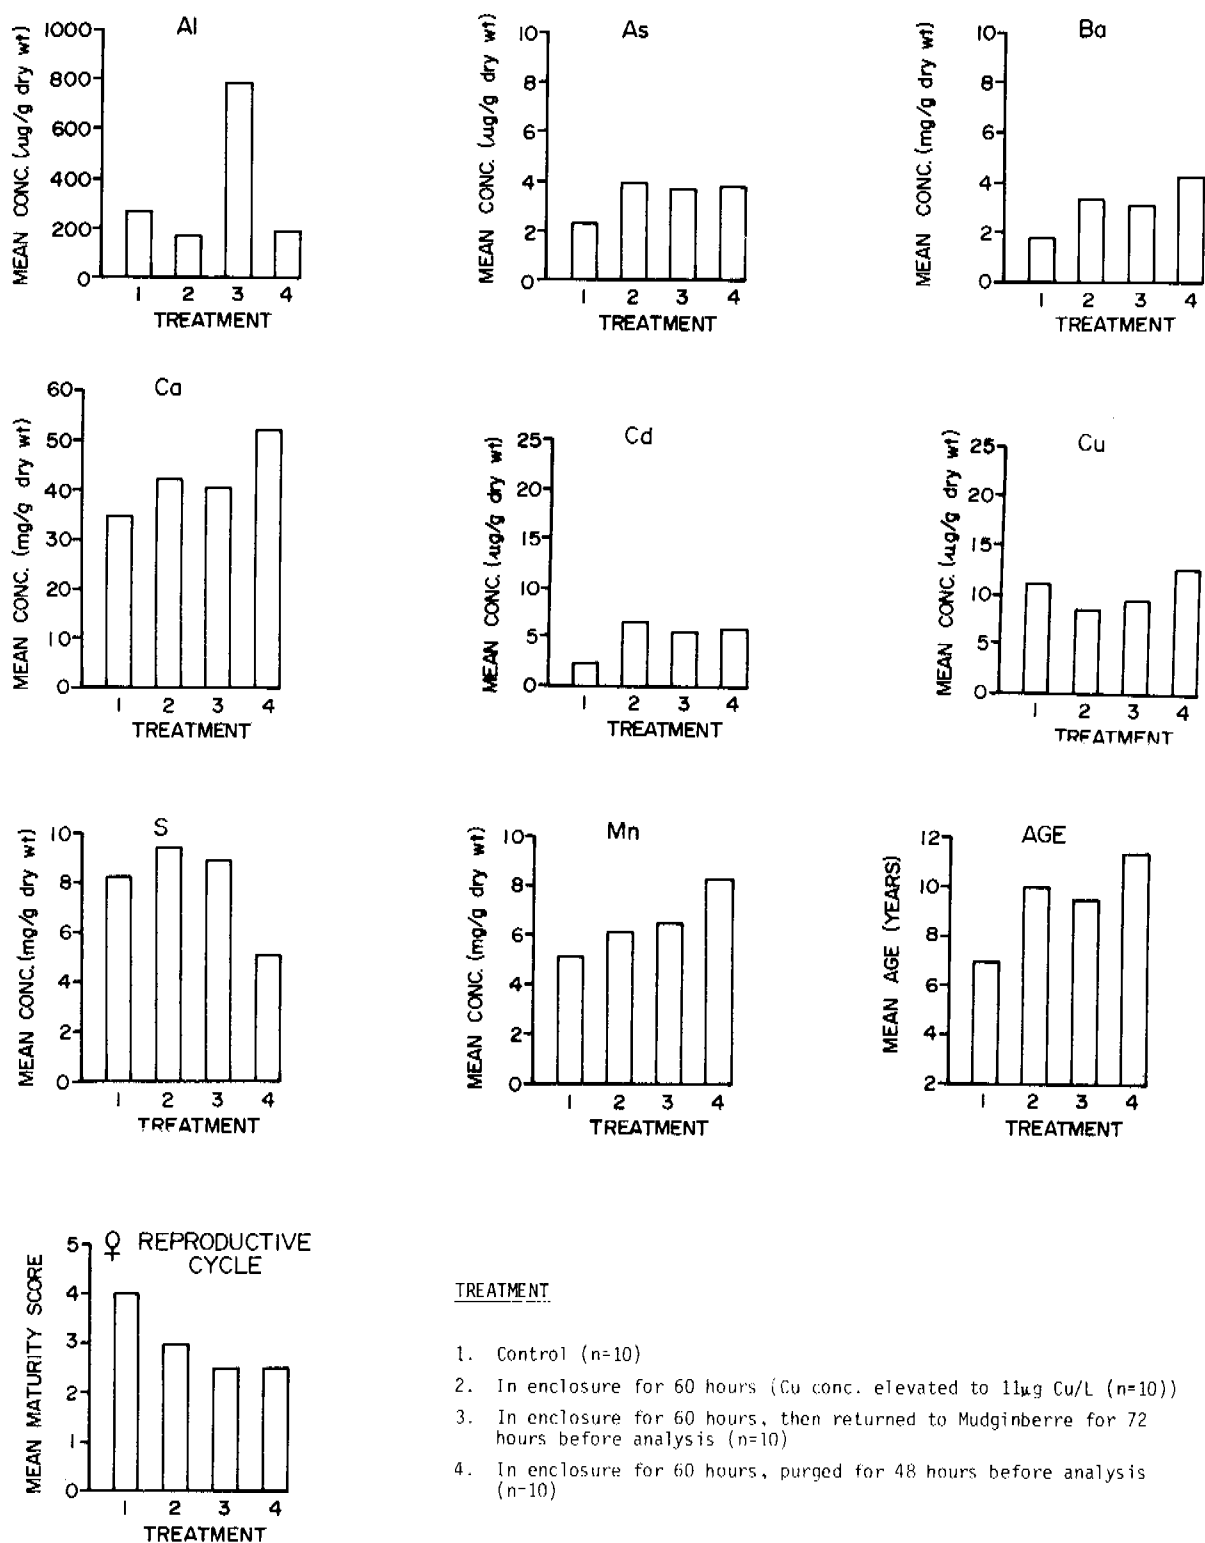 Al
MEAN CONC. (µg/g dry wt)
1000
800
600
400
200
0
1 2 3 4
TREATMENT
As
MEAN CONC. (µg/g dry wt)
10
8
6
4
2
0
1 2 3 4
TREATMENT
Ba
MEAN CONC. (mg/g dry wt)
10
8
6
4
2
0
1 2 3 4
TREATMENT
Ca
MEAN CONC. (mg/g dry wt)
60
50
40
30
20
10
0
1 2 3 4
TREATMENT
Cd
MEAN CONC. (µg/g dry wt)
25
20
15
10
5
0
1 2 3 4
TREATMENT
Cu
MEAN CONC. (µg/g dry wt)
25
20
15
10
5
0
1 2 3 4
TREATMENT
S
MEAN CONC. (mg/g dry wt)
10
8
6
4
2
0
1 2 3 4
TREATMENT
Mn
MEAN CONC. (mg/g dry wt)
10
8
6
4
2
0
1 2 3 4
TREATMENT
AGE
MEAN AGE (YEARS)
12
10
8
6
4
2
1 2 3 4
TREATMENT
♀ REPRODUCTIVE
CYCLE
MEAN MATURITY SCORE
5
4
3
2
1
0
1 2 3 4
TREATMENT
TREATMENT
1. Control (n=10)
2. In enclosure for 60 hours (Cu conc. elevated to 11µg Cu/L (n=10))
3. In enclosure for 60 hours, then returned to Mudginberre for 72
hours before analysis (n=10)
4. In enclosure for 60 hours, purged for 48 hours before analysis
(n=10)